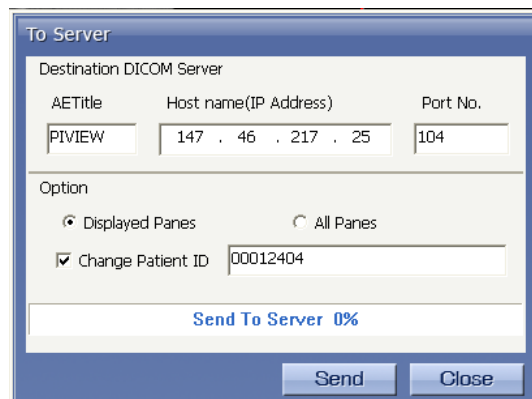 To Server
Destination DICOM Server
AETitle Host name(IP Address) Port No.
PIVIEW 147 . 46 . 217 . 25 104
Option
Displayed Panes All Panes
Change Patient ID 00012404
Send To Server 0%
Send Close